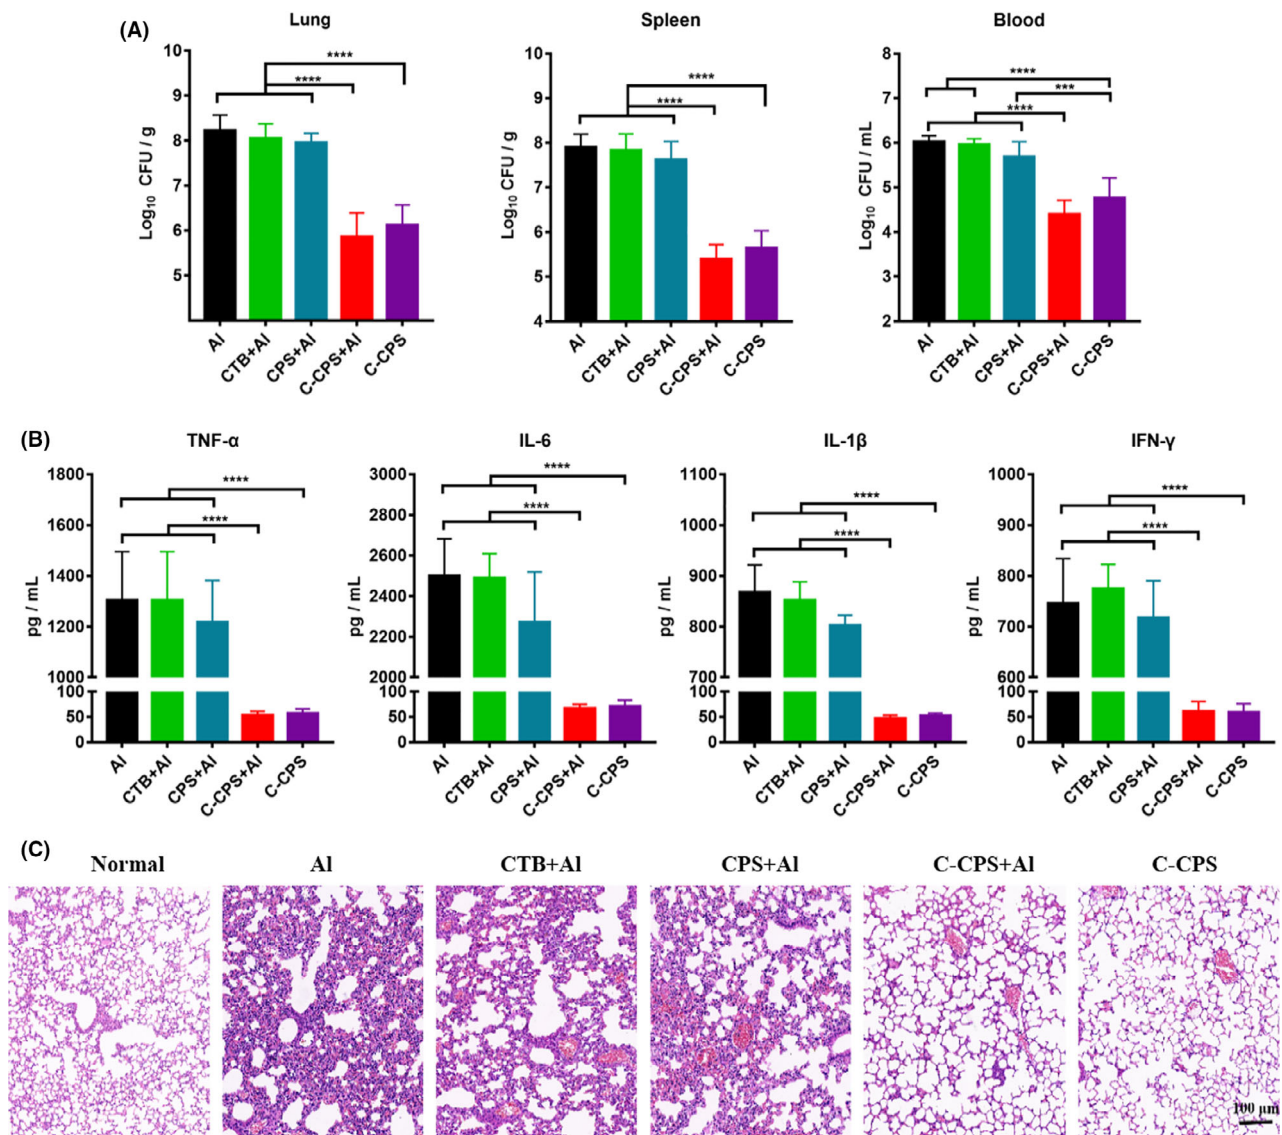 (A)
Lung
Log10 CFU / g
10
9
8
7
6
5
****
****
Al
CTB+Al
CPS+Al
C-CPS+Al
C-CPS
Spleen
Log10 CFU / g
10
9
8
7
6
5
4
****
****
Al
CTB+Al
CPS+Al
C-CPS+Al
C-CPS
Blood
Log10 CFU / mL
8
7
6
5
4
3
2
****
***
****
Al
CTB+Al
CPS+Al
C-CPS+Al
C-CPS
(B)
TNF-α
pg / mL
1800
1600
1400
1200
1000
100
50
0
****
****
Al
CTB+Al
CPS+Al
C-CPS+Al
C-CPS
IL-6
pg / mL
3000
2800
2600
2400
2200
2000
100
50
0
****
****
Al
CTB+Al
CPS+Al
C-CPS+Al
C-CPS
IL-1β
pg / mL
1100
1000
900
800
700
100
50
0
****
****
Al
CTB+Al
CPS+Al
C-CPS+Al
C-CPS
IFN-γ
pg / mL
1000
900
800
700
600
100
50
0
****
****
Al
CTB+Al
CPS+Al
C-CPS+Al
C-CPS
(C)
Normal
Al
CTB+Al
CPS+Al
C-CPS+Al
C-CPS
100 μm